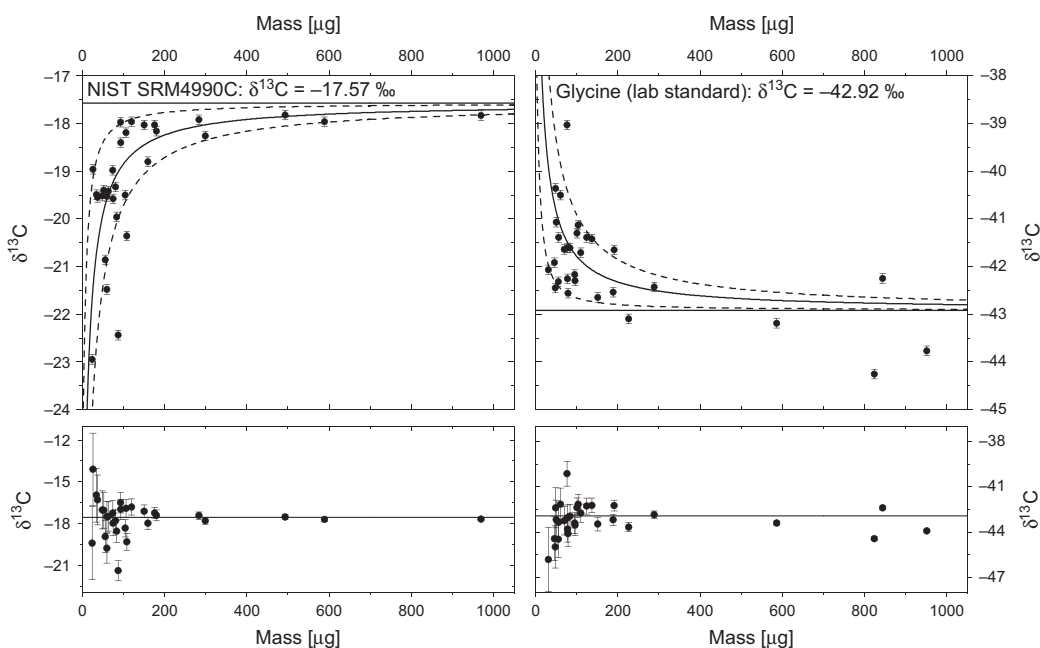 Mass [μg] Mass [μg]
0 200 400 600 800 1000 0 200 400 600 800 1000
NIST SRM4990C: δ¹³C = −17.57 ‰
Glycine (lab standard): δ¹³C = −42.92 ‰
−17 −38
−18 −39
−19 −40
−20 −41
−21 −42
−22 −43
−23 −44
−24 −45
δ¹³C δ¹³C
−12 −38
−15 −41
−18 −44
−21 −47
δ¹³C δ¹³C
0 200 400 600 800 1000 0 200 400 600 800 1000
Mass [μg] Mass [μg]